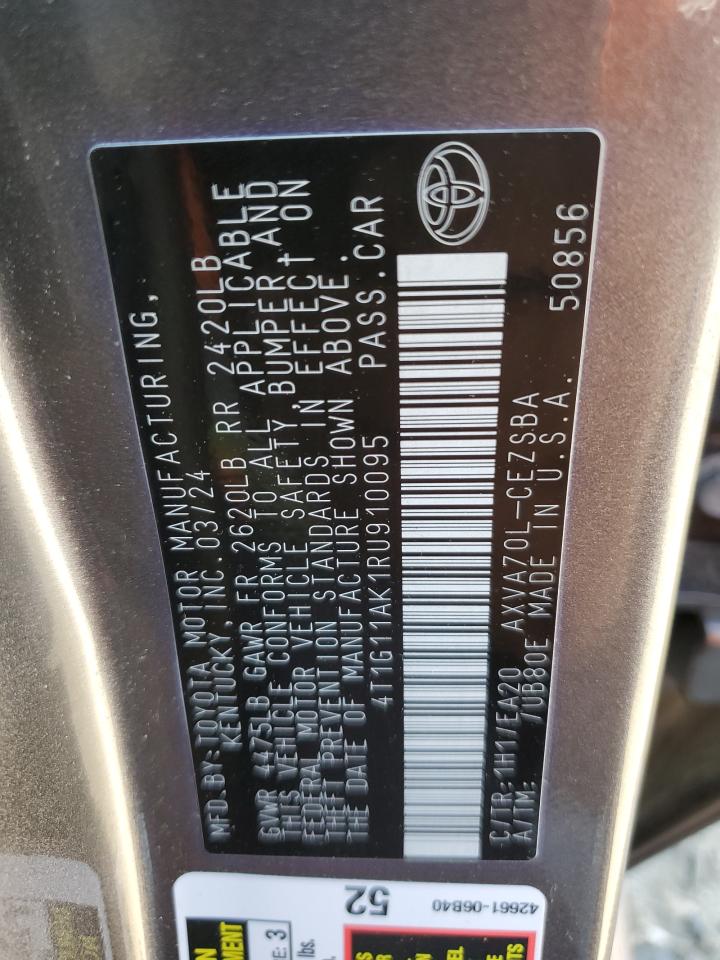 MFD.BY: TOYOTA MOTOR MANUFACTURING,
KENTUCKY, INC. 03/24
GVWR 4475LB GAWR FR 2620LB RR 2420LB
THIS VEHICLE CONFORMS TO ALL APPLICABLE
FEDERAL MOTOR VEHICLE SAFETY, BUMPER AND
THEFT PREVENTION STANDARDS IN EFFECT ON
THE DATE OF MANUFACTURE SHOWN ABOVE.
4T1G11AK1RU910095 PASS.CAR
C/TR: 1H1/EA20 AXVA70L-CEZSBA
A/TM: /UB80E MADE IN U.S.A. 50856
52
42661-06B40
E: 3
lbs.